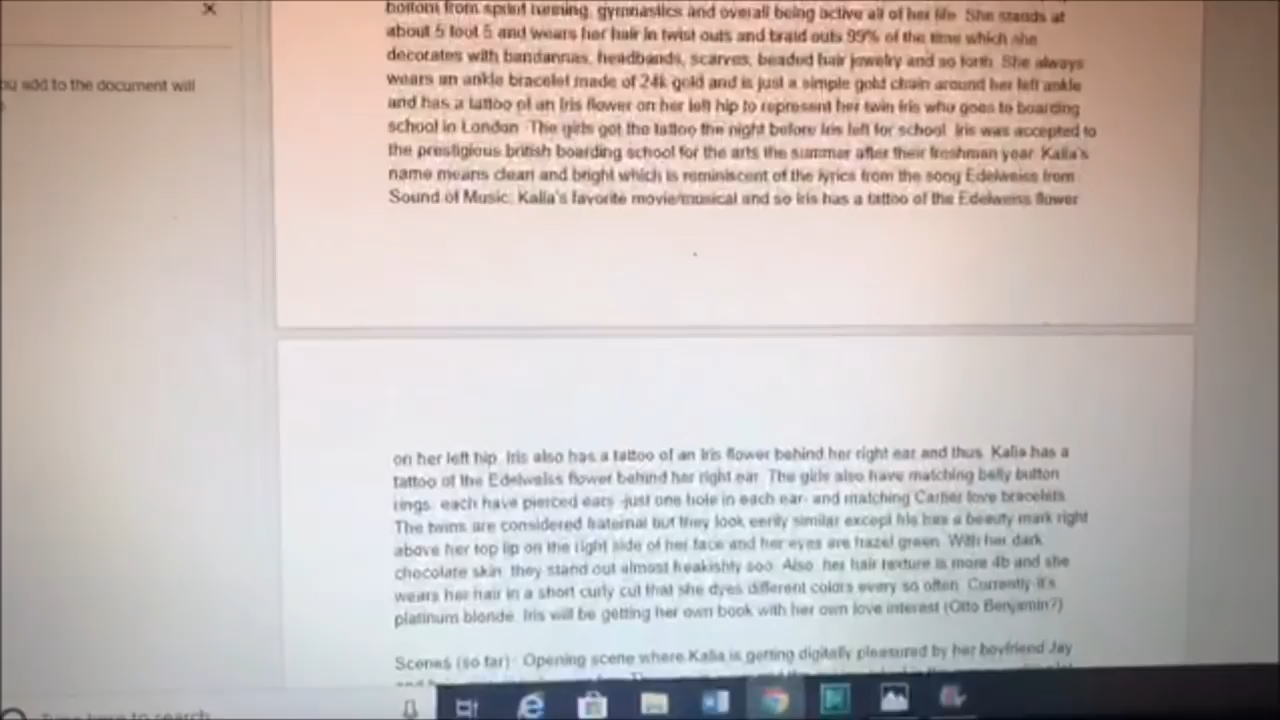 bottom from sprint running, gymnastics and overall being active all of her life. She stands at
ou add to the document will
about 5 foot 5 and wears her hair in twist outs and braid outs 99% of the time which she
decorates with bandannas, headbands, scarves, beaded hair jewelry and so forth. She always
wears an ankle bracelet made of 24k gold and is just a simple gold chain around her left ankle
and has a tattoo of an Iris flower on her left hip to represent her twin Iris who goes to boarding
school in London. The girls got the tattoo the night before Iris left for school. Iris was accepted to
the prestigious british boarding school for the arts the summer after their freshman year. Kalia's
name means clean and bright which is reminiscent of the lyrics from the song Edelweiss from
Sound of Music, Kalia's favorite movie/musical and so Iris has a tattoo of the Edelweiss flower
on her left hip. Iris also has a tattoo of an Iris flower behind her right ear and thus, Kalia has a
tattoo of the Edelweiss flower behind her right ear. The girls also have matching belly button
rings, each have pierced ears -just one hole in each ear- and matching Cartier love bracelets.
The twins are considered fraternal but they look eerily similar except Iris has a beauty mark right
above her top lip on the right side of her face and her eyes are hazel green. With her dark
chocolate skin, they stand out almost freakishly soo. Also, her hair texture is more 4b and she
wears her hair in a short curly cut that she dyes different colors every so often. Currently it's
platinum blonde. Iris will be getting her own book with her own love interest (Otto Benjamin?)
Scenes (so far): Opening scene where Kalia is getting digitally pleasured by her boyfriend Jay
Type here to search